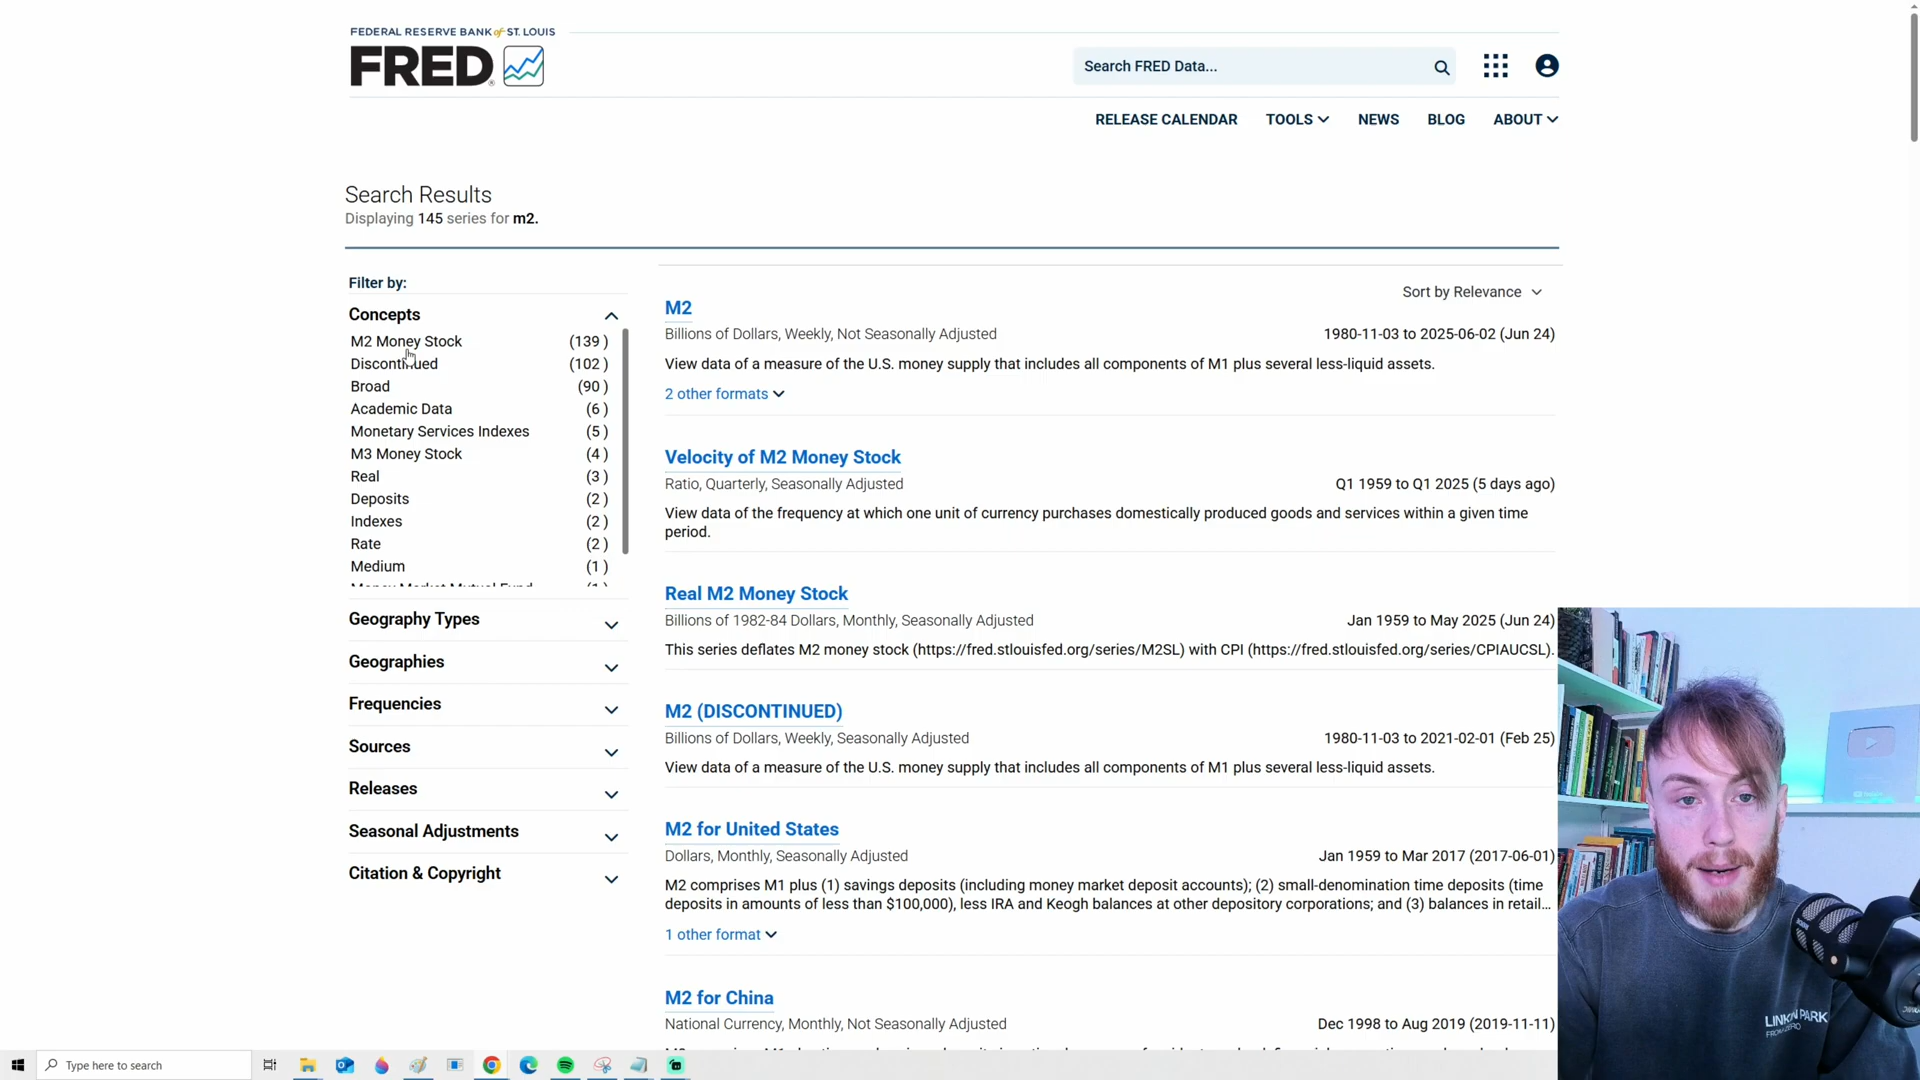 FEDERAL RESERVE BANK of ST. LOUIS
FRED
Search FRED Data...
RELEASE CALENDAR TOOLS NEWS BLOG ABOUT
Search Results
Displaying 145 series for m2.
Filter by:
Concepts
M2 Money Stock (139 )
Discontinued (102 )
Broad (90 )
Academic Data (6 )
Monetary Services Indexes (5 )
M3 Money Stock (4 )
Real (3 )
Deposits (2 )
Indexes (2 )
Rate (2 )
Medium (1 )
Geography Types
Geographies
Frequencies
Sources
Releases
Seasonal Adjustments
Citation & Copyright
Sort by Relevance
M2
Billions of Dollars, Weekly, Not Seasonally Adjusted 1980-11-03 to 2025-06-02 (Jun 24)
View data of a measure of the U.S. money supply that includes all components of M1 plus several less-liquid assets.
2 other formats
Velocity of M2 Money Stock
Ratio, Quarterly, Seasonally Adjusted Q1 1959 to Q1 2025 (5 days ago)
View data of the frequency at which one unit of currency purchases domestically produced goods and services within a given time
period.
Real M2 Money Stock
Billions of 1982-84 Dollars, Monthly, Seasonally Adjusted Jan 1959 to May 2025 (Jun 24)
This series deflates M2 money stock (https://fred.stlouisfed.org/series/M2SL) with CPI (https://fred.stlouisfed.org/series/CPIAUCSL).
M2 (DISCONTINUED)
Billions of Dollars, Weekly, Seasonally Adjusted 1980-11-03 to 2021-02-01 (Feb 25)
View data of a measure of the U.S. money supply that includes all components of M1 plus several less-liquid assets.
M2 for United States
Dollars, Monthly, Seasonally Adjusted Jan 1959 to Mar 2017 (2017-06-01)
M2 comprises M1 plus (1) savings deposits (including money market deposit accounts); (2) small-denomination time deposits (time
deposits in amounts of less than $100,000), less IRA and Keogh balances at other depository corporations; and (3) balances in retail...
1 other format
M2 for China
National Currency, Monthly, Not Seasonally Adjusted Dec 1998 to Aug 2019 (2019-11-11)
LINKIN PARK
FROM ZERO
Type here to search